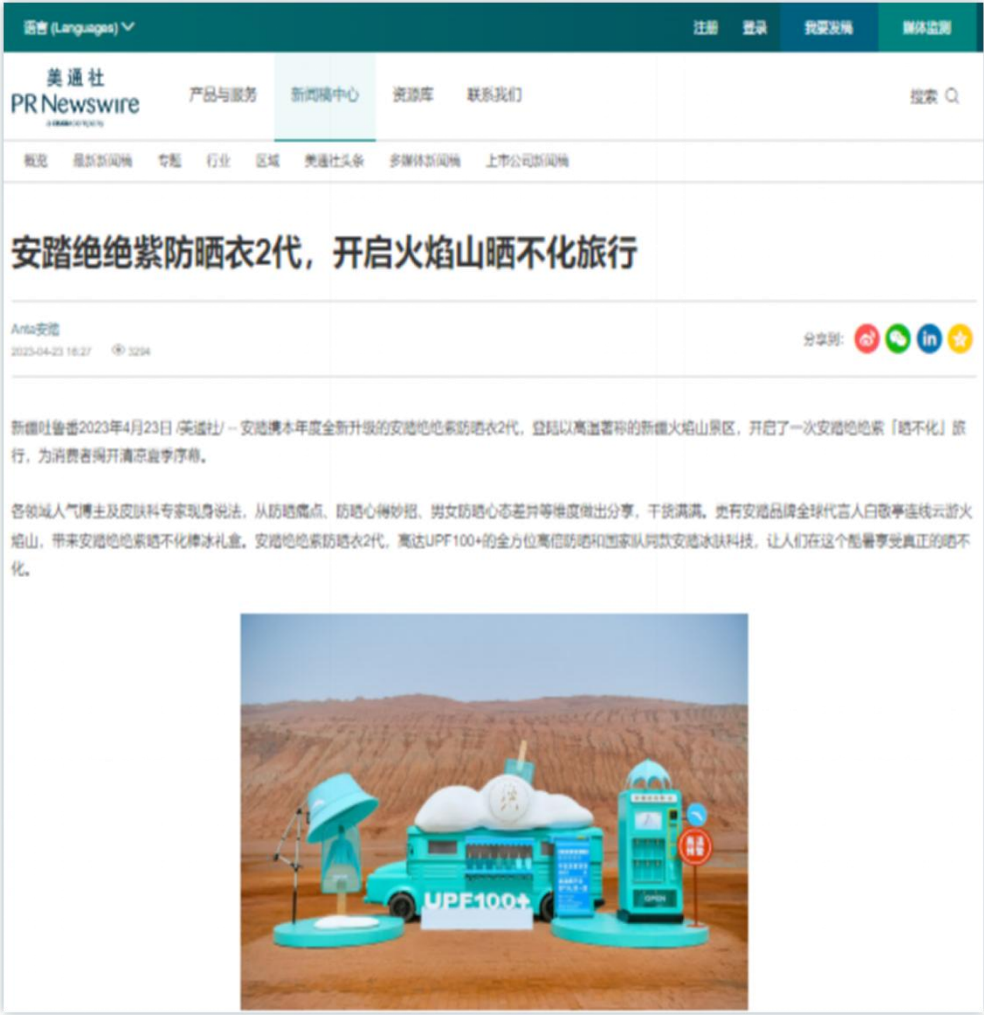 语言 (Languages)
注册 登录 我要发稿 媒体监测
美通社
PR Newswire
产品与服务 新闻稿中心 资源库 联系我们
搜索
概览 最新新闻稿 专题 行业 区域 美通社头条 多媒体新闻稿 上市公司新闻稿
安踏绝绝紫防晒衣2代，开启火焰山晒不化旅行
Anta安踏
分享到:
2023-04-23 16:27 3294
新疆吐鲁番2023年4月23日 /美通社/ -- 安踏携本年度全新升级的安踏绝绝紫防晒衣2代，登陆以高温著称的新疆火焰山景区，开启了一次安踏绝绝紫「晒不化」旅
行，为消费者揭开清凉夏季序幕。
各领域人气博主及皮肤科专家现身说法，从防晒痛点、防晒心得妙招、男女防晒心态差异等维度做出分享，干货满满。更有安踏品牌全球代言人白敬亭连线云游火
焰山，带来安踏绝绝紫晒不化棒冰礼盒。安踏绝绝紫防晒衣2代，高达UPF100+的全方位高倍防晒和国家队同款安踏冰肤科技，让人们在这个酷暑享受真正的晒不
化。
UPF100+
OPEN
高温
预警